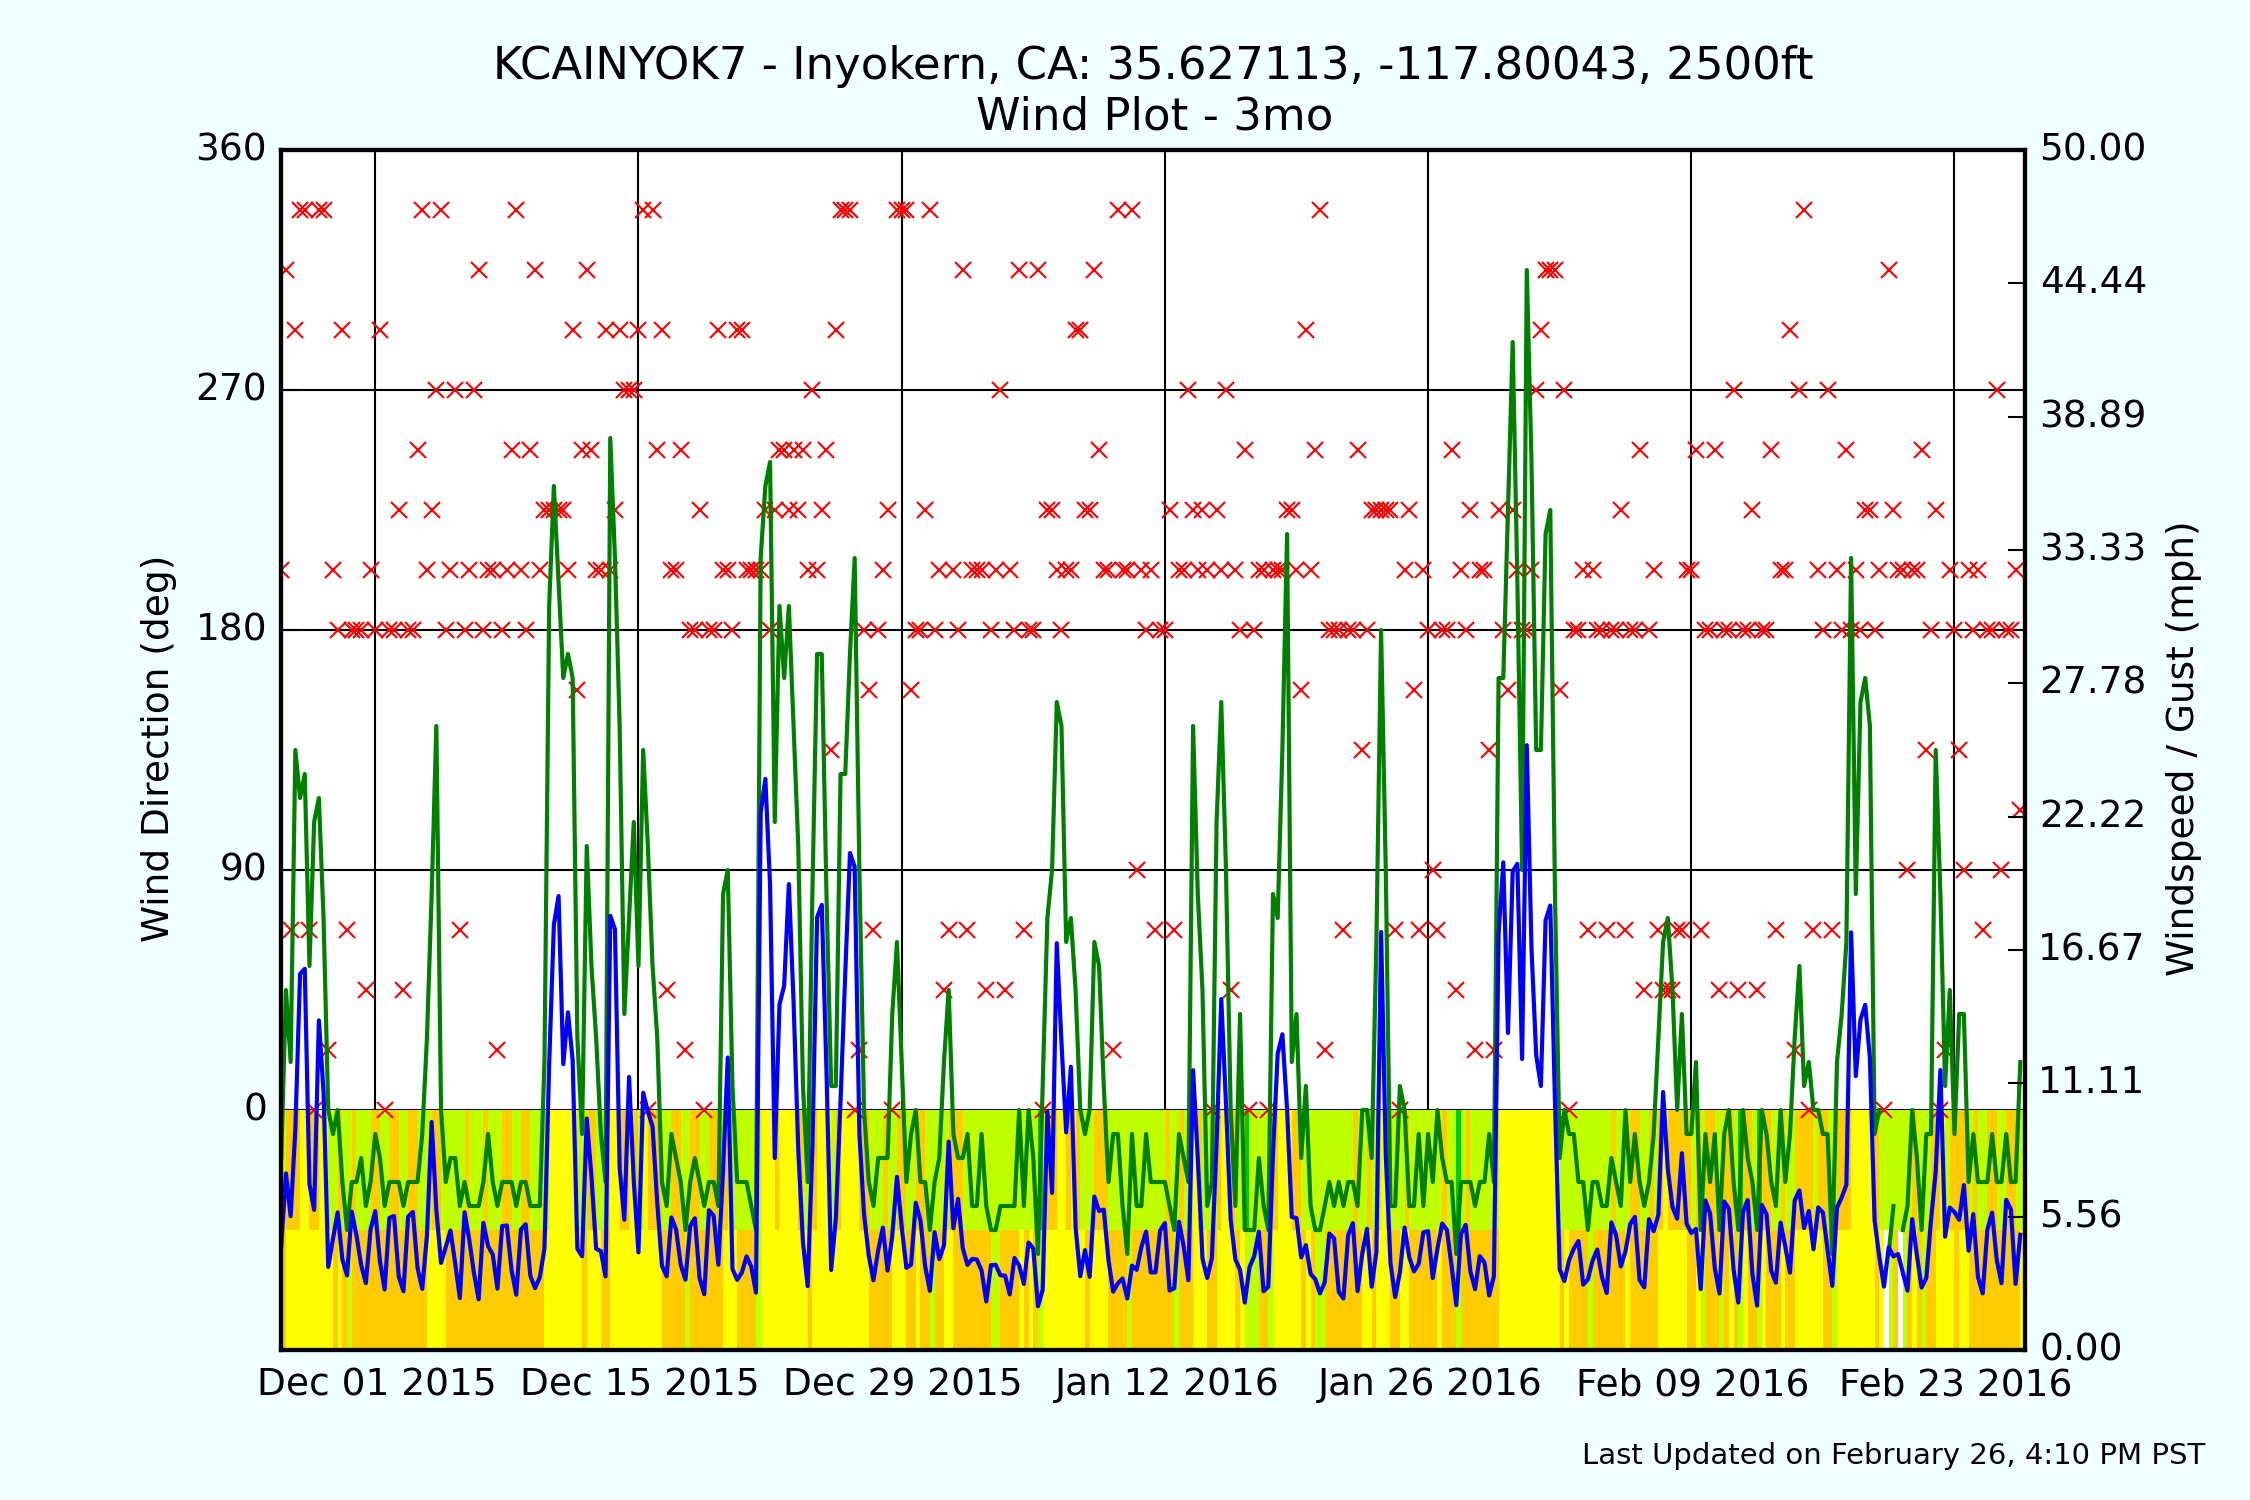 KCAINYOK7 - Inyokern, CA: 35.627113, -117.80043, 2500ft
Wind Plot - 3mo
360
270
180
90
0
Wind Direction (deg)
50.00
44.44
38.89
33.33
27.78
22.22
16.67
11.11
5.56
0.00
Windspeed / Gust (mph)
Dec 01 2015 Dec 15 2015 Dec 29 2015 Jan 12 2016 Jan 26 2016 Feb 09 2016 Feb 23 2016
Last Updated on February 26, 4:10 PM PST